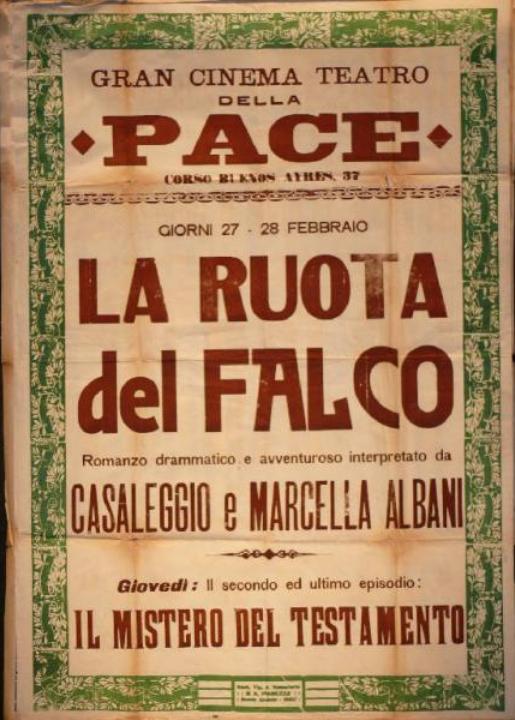 GRAN CINEMA TEATRO
DELLA
PACE
CORSO BUENOS AYRES, 37
GIORNI 27 - 28 FEBBRAIO
LA RUOTA
del FALCO
Romanzo drammatico e avventuroso interpretato da
CASALEGGIO e MARCELLA ALBANI
Giovedì: Il secondo ed ultimo episodio:
IL MISTERO DEL TESTAMENTO